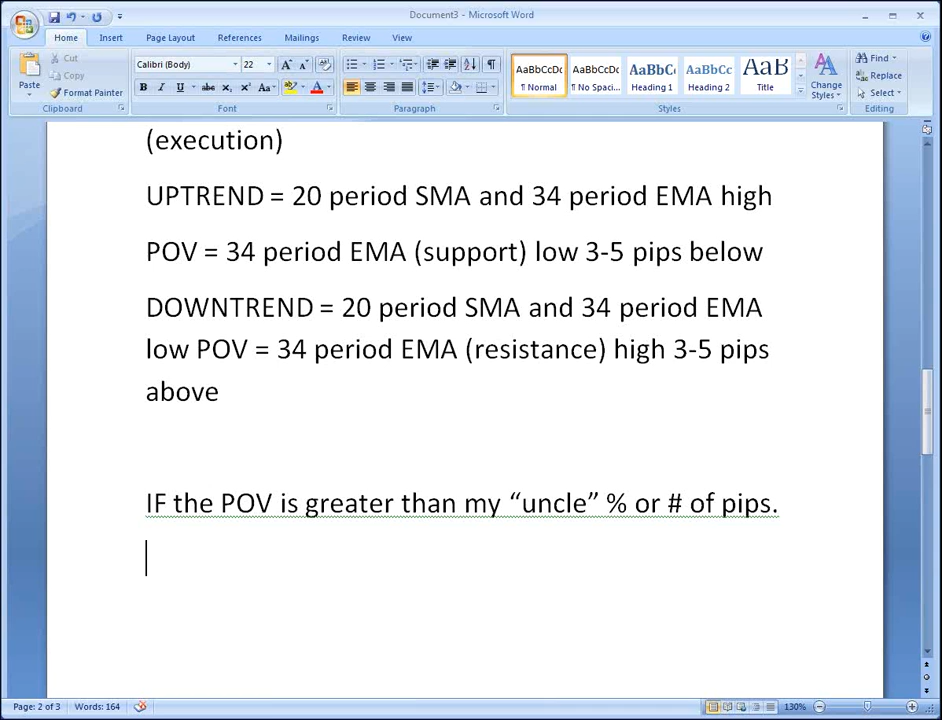 Document3 - Microsoft Word
Home Insert Page Layout References Mailings Review View
Paste
Cut
Copy
Format Painter
Clipboard
Calibri (Body) 22
Font
Paragraph
AaBbCcDc AaBbCcDc AaBbC AaBbCc AaB
¶ Normal ¶ No Spaci... Heading 1 Heading 2 Title
Change Styles
Styles
Find
Replace
Select
Editing
(execution)
UPTREND = 20 period SMA and 34 period EMA high
POV = 34 period EMA (support) low 3-5 pips below
DOWNTREND = 20 period SMA and 34 period EMA
low POV = 34 period EMA (resistance) high 3-5 pips
above
IF the POV is greater than my “uncle” % or # of pips.
Page: 2 of 3 Words: 164 130%